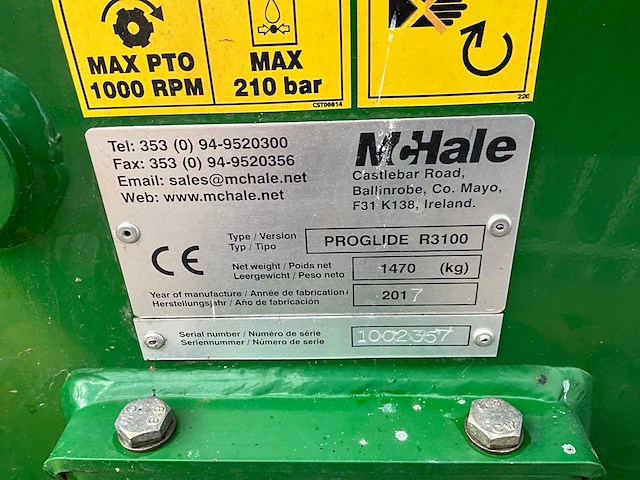 MAX PTO
1000 RPM
MAX
210 bar
CST00814
220
Tel: 353 (0) 94-9520300
Fax: 353 (0) 94-9520356
Email: sales@mchale.net
Web: www.mchale.net
McHale
Castlebar Road,
Ballinrobe, Co. Mayo,
F31 K138, Ireland.
Type / Version
Typ / Tipo
PROGLIDE R3100
Net weight / Poids net
Leergewicht / Peso neto
1470 (kg)
Year of manufacture / Année de fabrication
Herstellungsjahr / Año de fabricación
2017
CE
Serial number / Numéro de série
Seriennummer / Número de serie
1002357